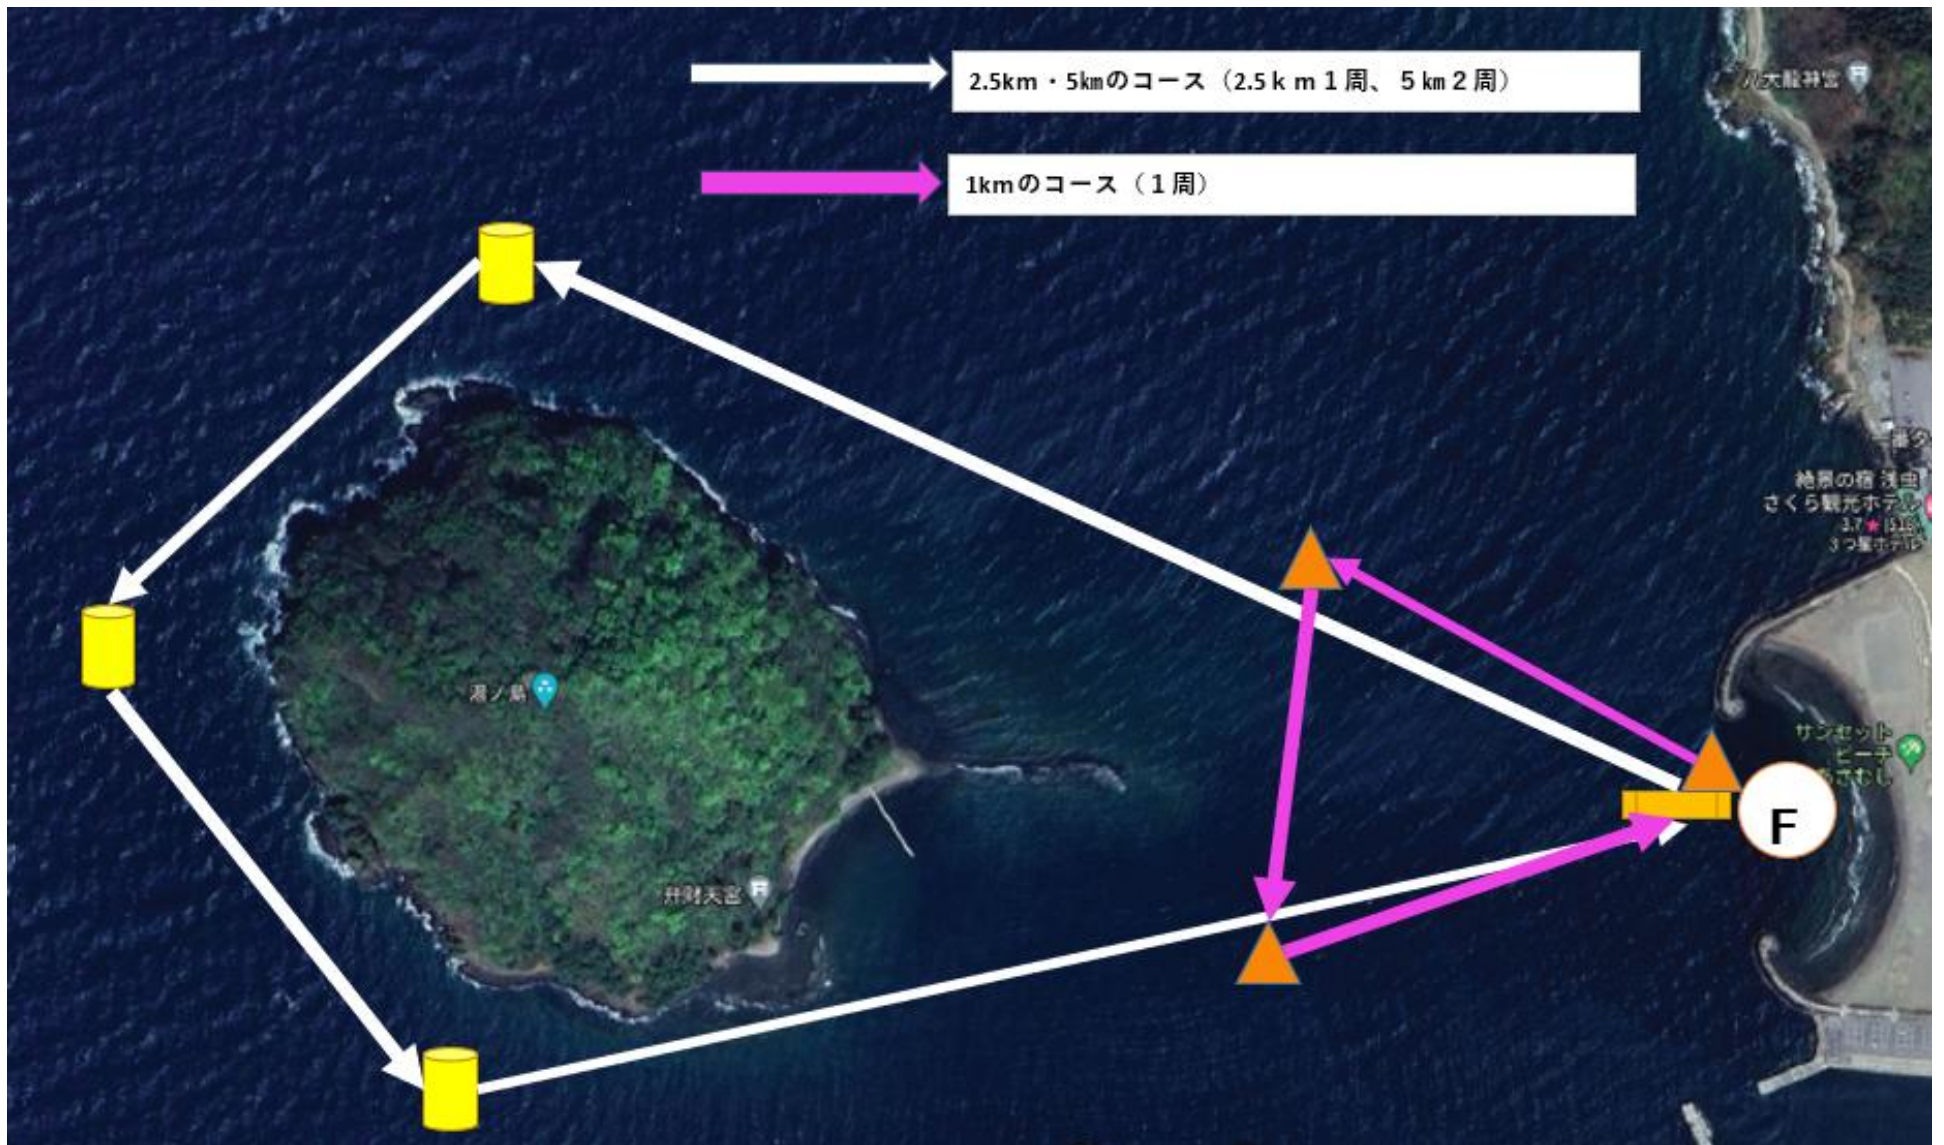 2.5km・5㎞のコース（2.5ｋｍ１周、５㎞２周）
1kmのコース（１周）
八大龍神宮
絶景の宿 浅虫
さくら観光ホテル
3.7★
3つ星ホテル
湯ノ島
サンセット
ビーチ
あさむし
F
弁財天宮